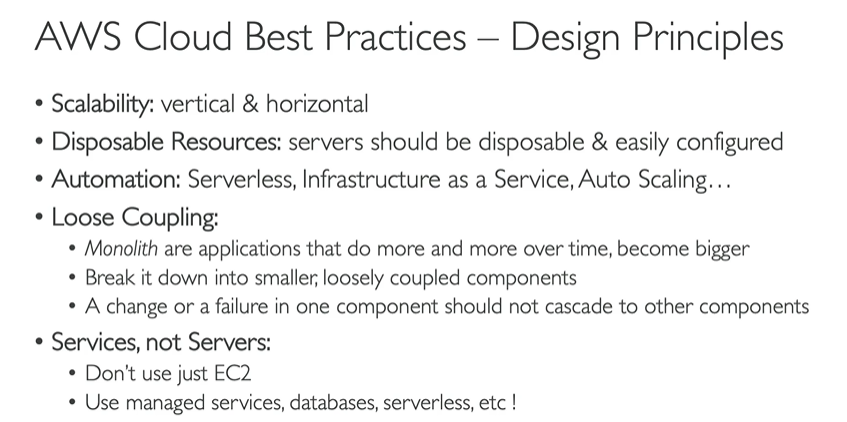 AWS Cloud Best Practices – Design Principles
• Scalability: vertical & horizontal
• Disposable Resources: servers should be disposable & easily configured
• Automation: Serverless, Infrastructure as a Service, Auto Scaling…
• Loose Coupling:
• Monolith are applications that do more and more over time, become bigger
• Break it down into smaller, loosely coupled components
• A change or a failure in one component should not cascade to other components
• Services, not Servers:
• Don't use just EC2
• Use managed services, databases, serverless, etc !